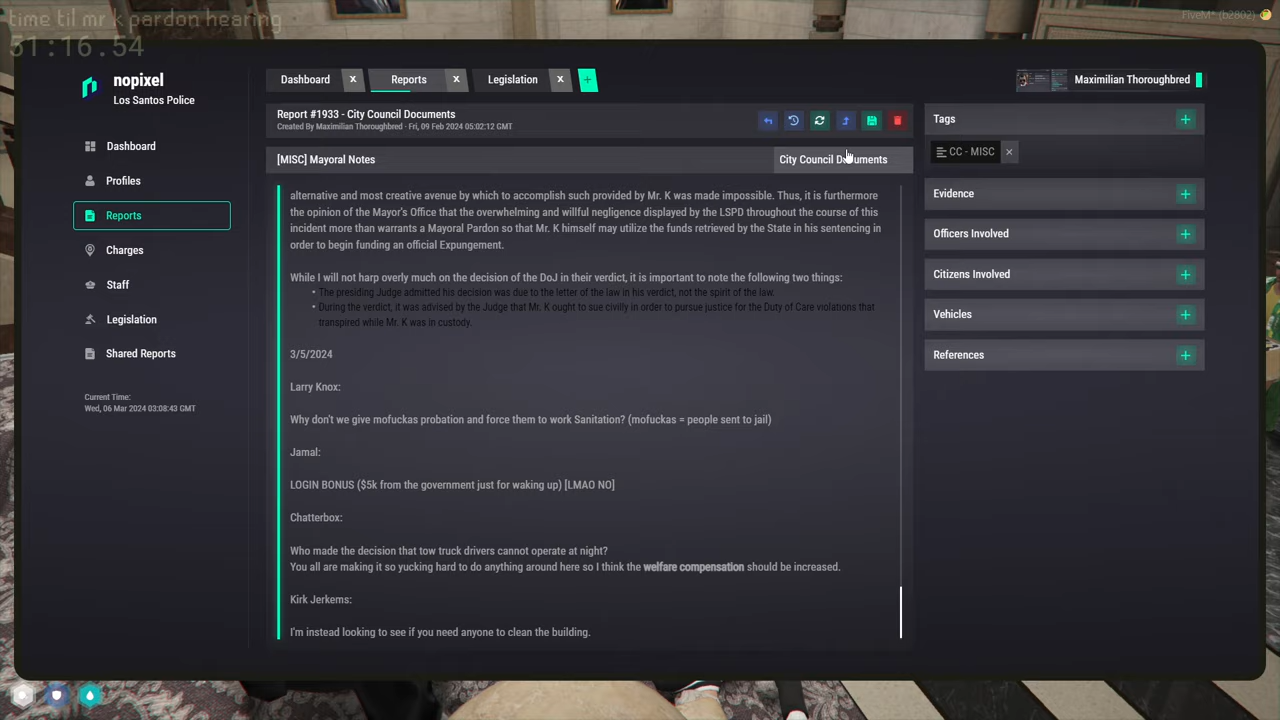 time til mr k pardon hearing
51:16.54
FiveM* (b2802)
nopixel
Los Santos Police
Dashboard x Reports x Legislation x +
Maximilian Thoroughbred
Dashboard
Profiles
Reports
Charges
Staff
Legislation
Shared Reports
Current Time:
Wed, 06 Mar 2024 03:08:43 GMT
Report #1933 - City Council Documents
Created By Maximilian Thoroughbred · Fri, 09 Feb 2024 05:02:12 GMT
[MISC] Mayoral Notes
City Council Documents
alternative and most creative avenue by which to accomplish such provided by Mr. K was made impossible. Thus, it is furthermore
the opinion of the Mayor's Office that the overwhelming and willful negligence displayed by the LSPD throughout the course of this
incident more than warrants a Mayoral Pardon so that Mr. K himself may utilize the funds retrieved by the State in his sentencing in
order to begin funding an official Expungement.
While I will not harp overly much on the decision of the DoJ in their verdict, it is important to note the following two things:
• The presiding Judge admitted his decision was due to the letter of the law in his verdict, not the spirit of the law.
• During the verdict, it was advised by the Judge that Mr. K ought to sue civilly in order to pursue justice for the Duty of Care violations that
transpired while Mr. K was in custody.
3/5/2024
Larry Knox:
Why don't we give mofuckas probation and force them to work Sanitation? (mofuckas = people sent to jail)
Jamal:
LOGIN BONUS ($5k from the government just for waking up) [LMAO NO]
Chatterbox:
Who made the decision that tow truck drivers cannot operate at night?
You all are making it so yucking hard to do anything around here so I think the welfare compensation should be increased.
Kirk Jerkems:
I'm instead looking to see if you need anyone to clean the building.
Tags +
CC - MISC x
Evidence +
Officers Involved +
Citizens Involved +
Vehicles +
References +